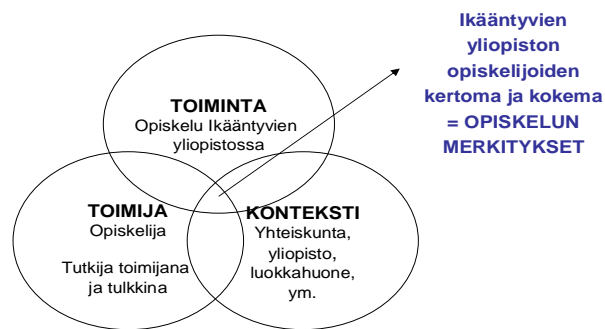 Ikääntyvien
yliopiston
opiskelijoiden
kertoma ja kokema
= OPISKELUN
MERKITYKSET
TOIMINTA
Opiskelu Ikääntyvien
yliopistossa
TOIMIJA
Opiskelija
Tutkija toimijana
ja tulkkina
KONTEKSTI
Yhteiskunta,
yliopisto,
luokkahuone,
ym.